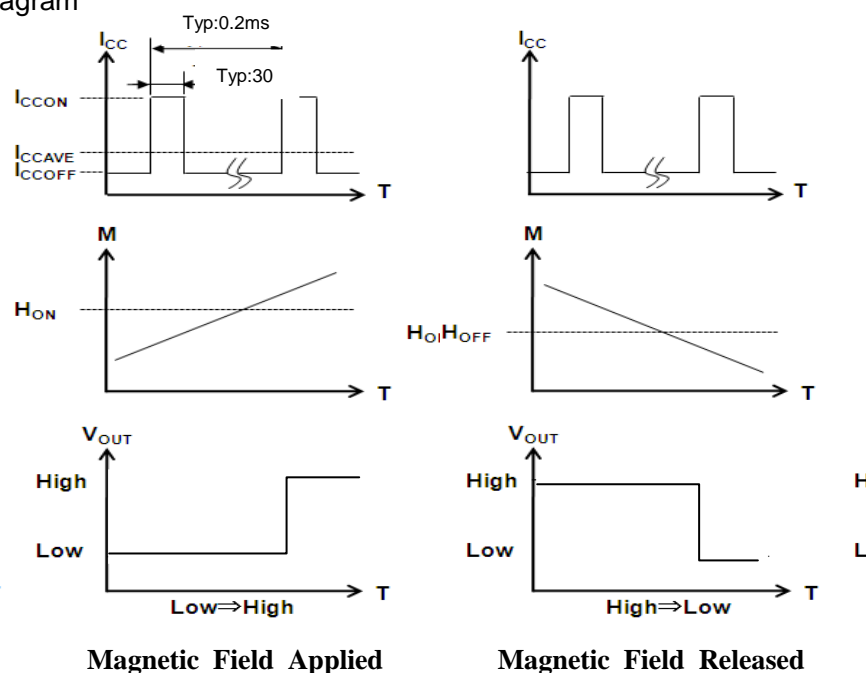 agram
Typ:0.2ms
ICC
Typ:30
ICCON
ICCAVE
ICCOFF
T
M
HON
T
VOUT
High
Low
T
Low⇒High
Magnetic Field Applied
ICC
T
M
HO HOFF
T
VOUT
High
Low
T
High⇒Low
Magnetic Field Released
H
L